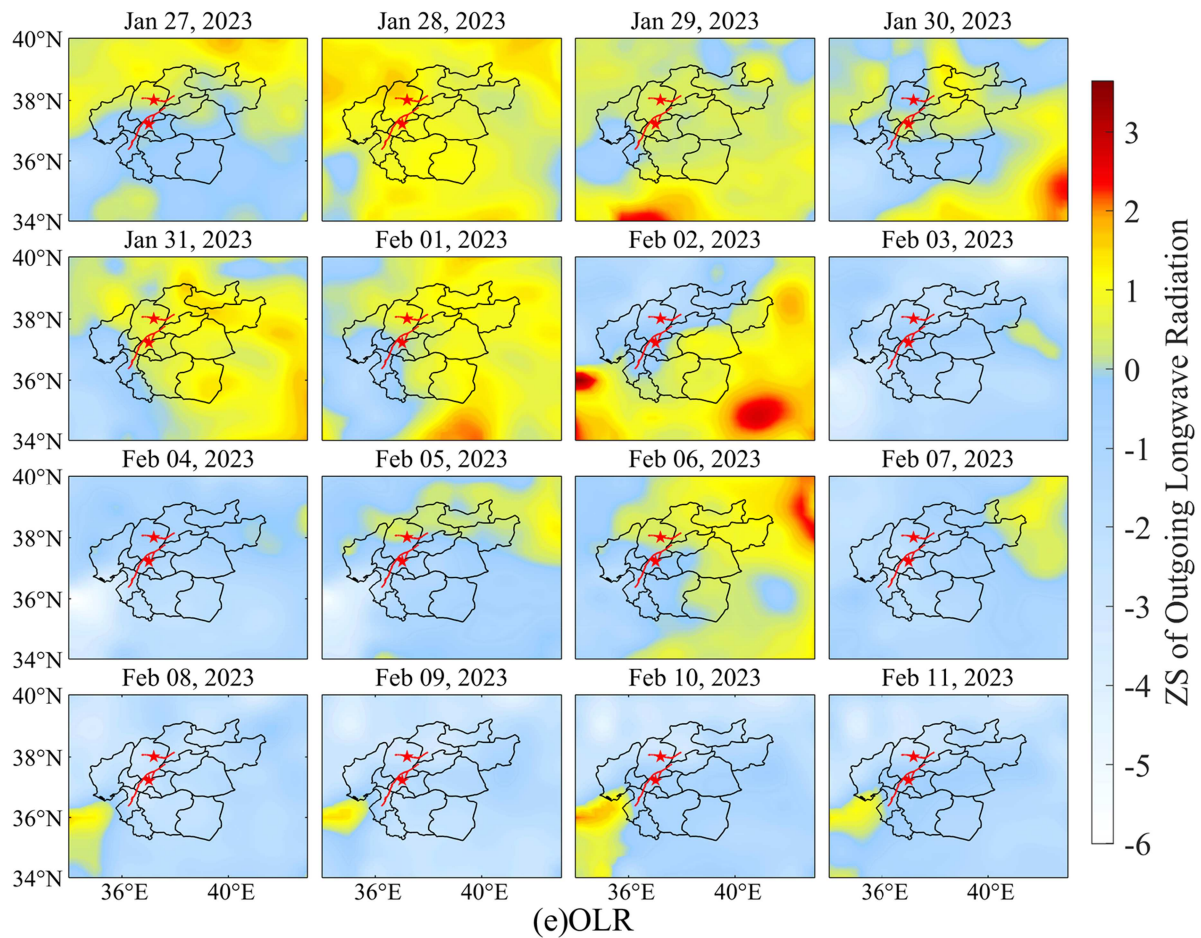 Jan 27, 2023 Jan 28, 2023 Jan 29, 2023 Jan 30, 2023
40°N
38°N
36°N
34°N
Jan 31, 2023 Feb 01, 2023 Feb 02, 2023 Feb 03, 2023
40°N
38°N
36°N
34°N
Feb 04, 2023 Feb 05, 2023 Feb 06, 2023 Feb 07, 2023
40°N
38°N
36°N
34°N
Feb 08, 2023 Feb 09, 2023 Feb 10, 2023 Feb 11, 2023
40°N
38°N
36°N
34°N
36°E 40°E 36°E 40°E 36°E 40°E 36°E 40°E
(e)OLR
3
2
1
0
-1
-2
-3
-4
-5
-6
ZS of Outgoing Longwave Radiation